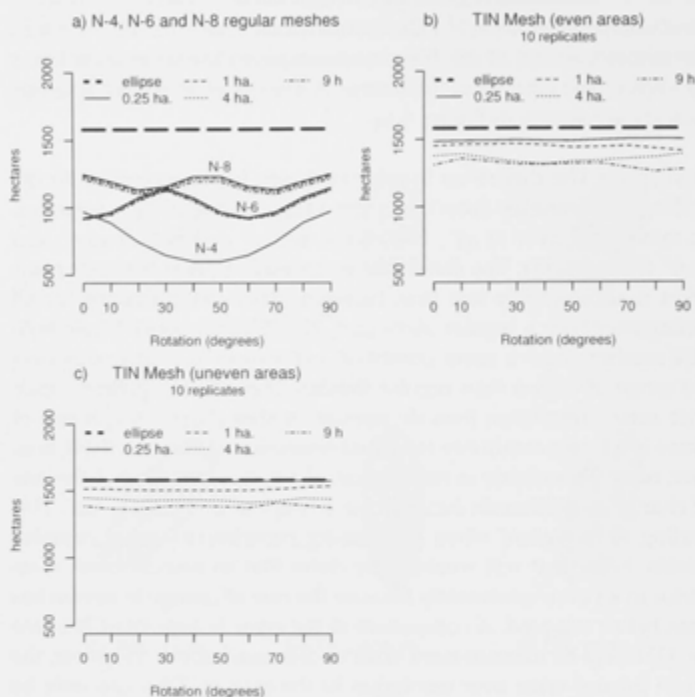 a) N-4, N-6 and N-8 regular meshes
ellipse 1 ha. 9 h
0.25 ha. 4 ha.
hectares
2000
1500
1000
500
N-8
N-6
N-4
0 10 30 50 70 90
Rotation (degrees)
b) TIN Mesh (even areas)
10 replicates
ellipse 1 ha. 9 h
0.25 ha. 4 ha.
hectares
2000
1500
1000
500
0 10 30 50 70 90
Rotation (degrees)
c) TIN Mesh (uneven areas)
10 replicates
ellipse 1 ha. 9 h
0.25 ha. 4 ha.
hectares
2000
1500
1000
500
0 10 30 50 70 90
Rotation (degrees)